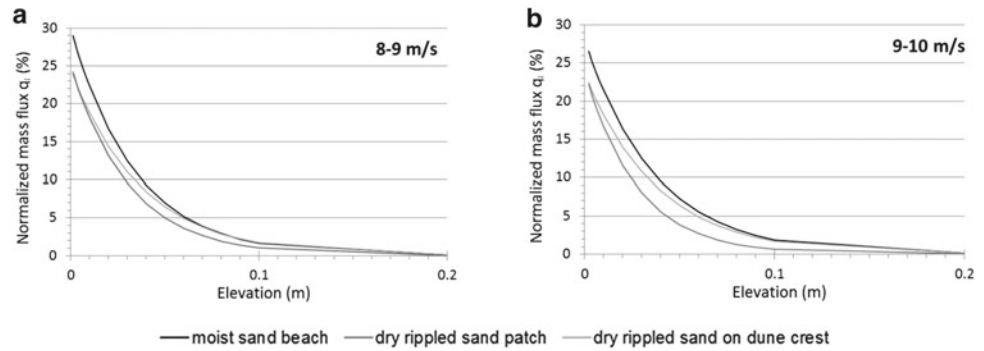 a
8-9 m/s
Normalized mass flux qᵢ (%)
30
25
20
15
10
5
0
0
0.1
0.2
Elevation (m)
b
9-10 m/s
Normalized mass flux qᵢ (%)
30
25
20
15
10
5
0
0
0.1
0.2
Elevation (m)
moist sand beach
dry rippled sand patch
dry rippled sand on dune crest